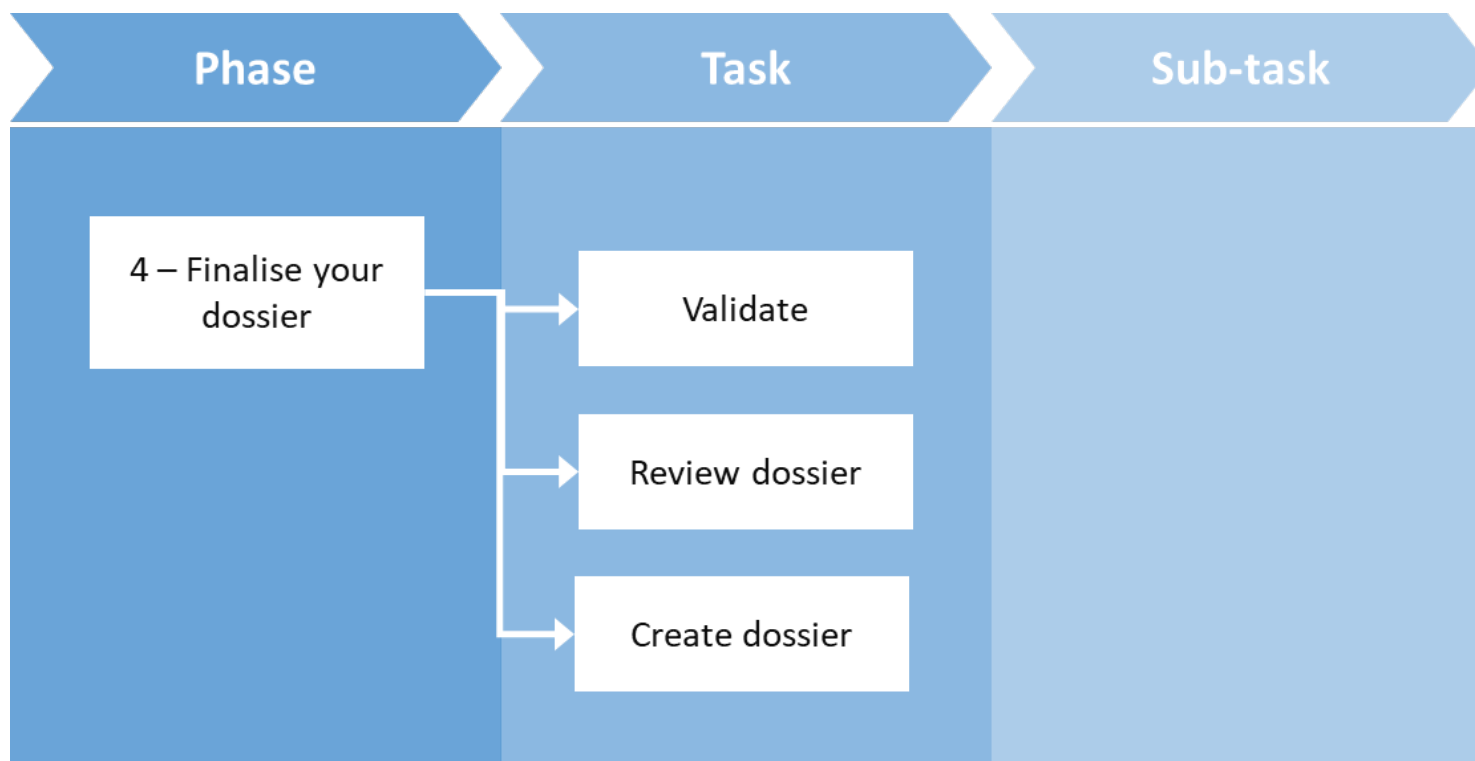 Phase
Task
Sub-task
4 – Finalise your
dossier
Validate
Review dossier
Create dossier